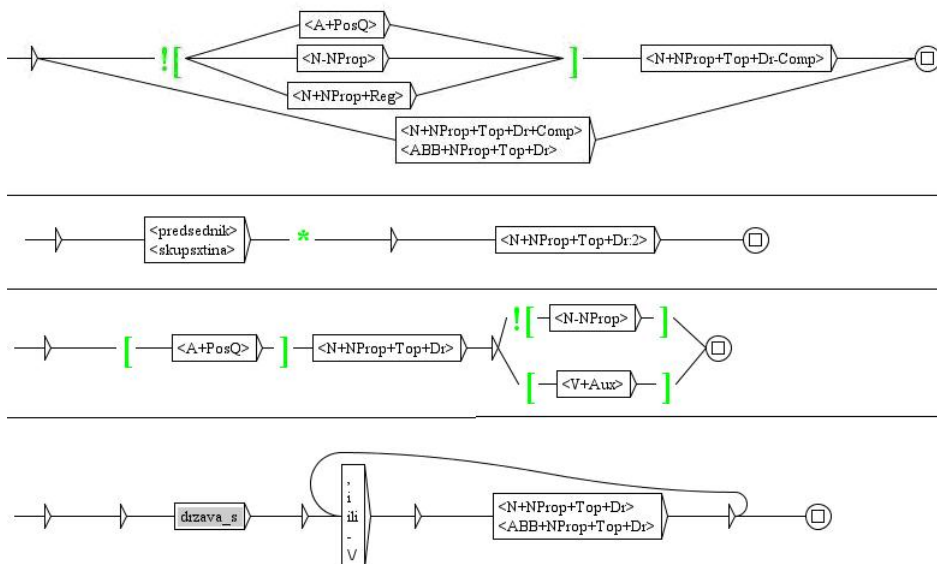 <A+PosQ>
![
<N-NProp>
]
<N+NProp+Top+Dr-Comp>
<N+NProp+Reg>
<N+NProp+Top+Dr+Comp>
<ABB+NProp+Top+Dr>
<predsednik>
<skupsxtina>
*
<N+NProp+Top+Dr:2>
![
<N-NProp>
]
[
<A+PosQ>
]
<N+NProp+Top+Dr>
[
<V+Aux>
]
drzava_s
,
i
ili
-
\/
<N+NProp+Top+Dr>
<ABB+NProp+Top+Dr>